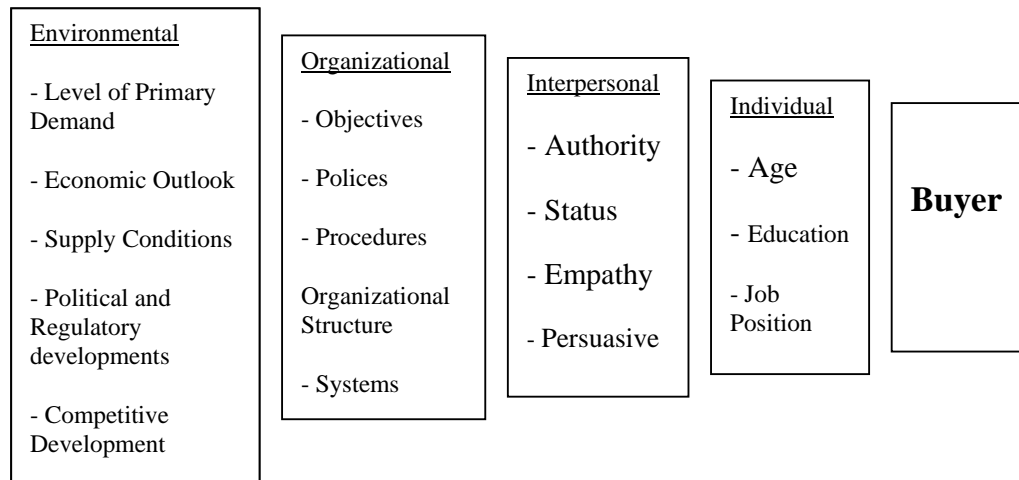 Environmental
- Level of Primary
Demand
- Economic Outlook
- Supply Conditions
- Political and
Regulatory
developments
- Competitive
Development
Organizational
- Objectives
- Polices
- Procedures
Organizational
Structure
- Systems
Interpersonal
- Authority
- Status
- Empathy
- Persuasive
Individual
- Age
- Education
- Job
Position
Buyer